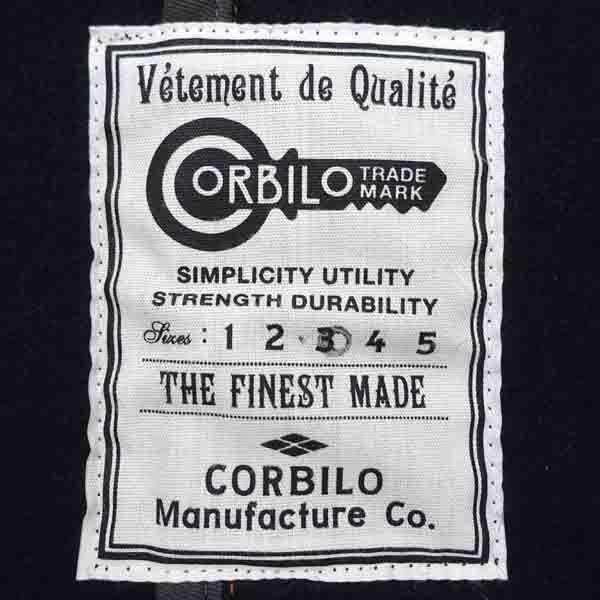 Vétement de Qualité
CORBILO TRADE
MARK
SIMPLICITY UTILITY
STRENGTH DURABILITY
Sizes : 1 2 3 4 5
THE FINEST MADE
CORBILO
Manufacture Co.